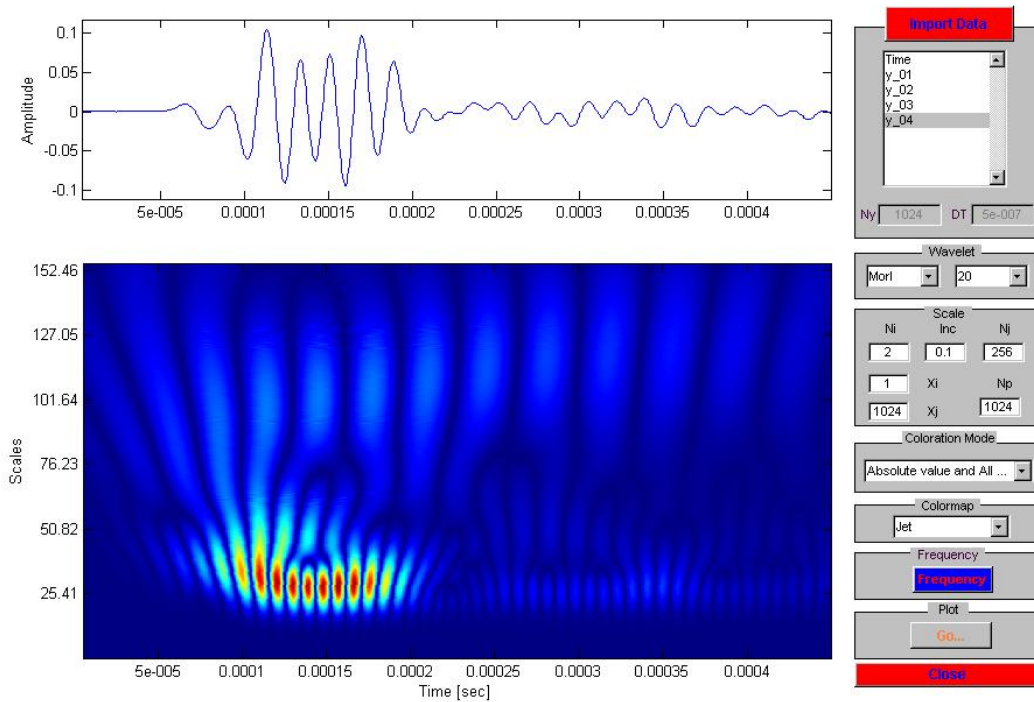 0.1
0.05
0
-0.05
-0.1
Amplitude
5e-005 0.0001 0.00015 0.0002 0.00025 0.0003 0.00035 0.0004
152.46
127.05
101.64
76.23
50.82
25.41
Scales
5e-005 0.0001 0.00015 0.0002 0.00025 0.0003 0.00035 0.0004
Time [sec]
Import Data
Time
y_01
y_02
y_03
y_04
Ny 1024 DT 5e-007
Wavelet
Morl 20
Scale
Ni Inc Nj
2 0.1 256
1 Xi Np
1024 Xj 1024
Coloration Mode
Absolute value and All ...
Colormap
Jet
Frequency
Frequency
Plot
Go...
Close